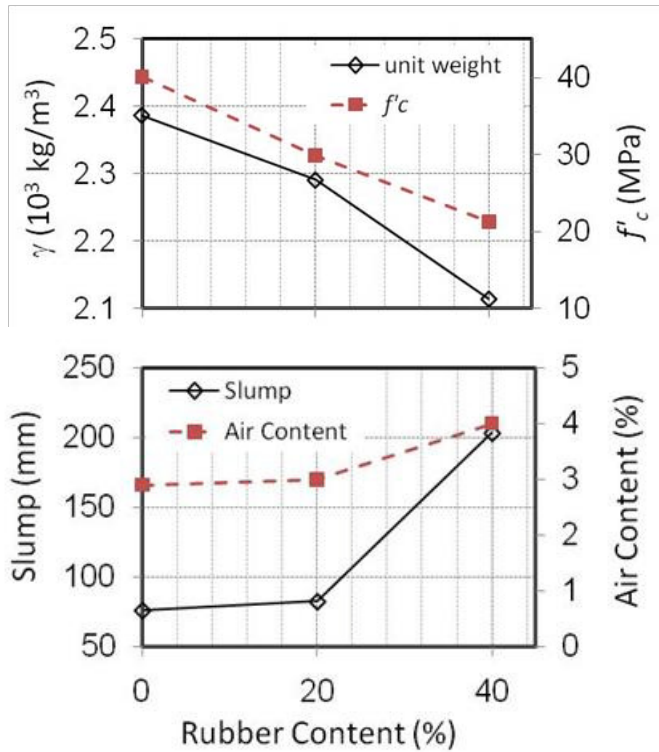 2.5
2.4
2.3
2.2
2.1
γ (10³ kg/m³)
unit weight
f'c
40
30
20
10
f'c (MPa)
250
200
150
100
50
Slump (mm)
Slump
Air Content
5
4
3
2
1
0
Air Content (%)
0 20 40
Rubber Content (%)